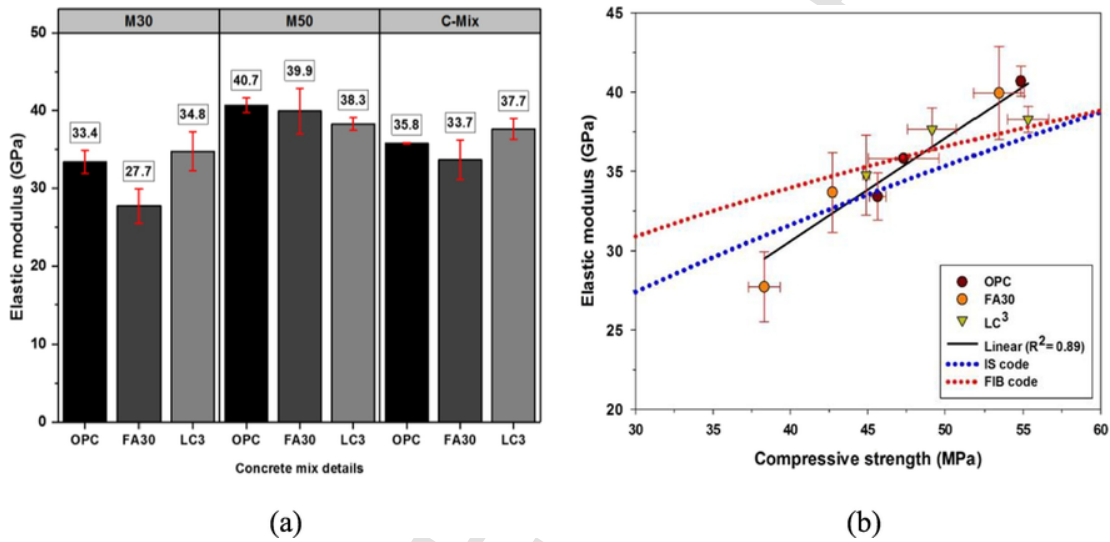 M30 M50 C-Mix
50
40
30
20
10
0
Elastic modulus (GPa)
33.4
27.7
34.8
40.7
39.9
38.3
35.8
33.7
37.7
OPC FA30 LC3 OPC FA30 LC3 OPC FA30 LC3
Concrete mix details
(a)
45
40
35
30
25
20
Elastic modulus (GPa)
OPC
FA30
LC³
Linear (R²= 0.89)
IS code
FIB code
30 35 40 45 50 55 60
Compressive strength (MPa)
(b)